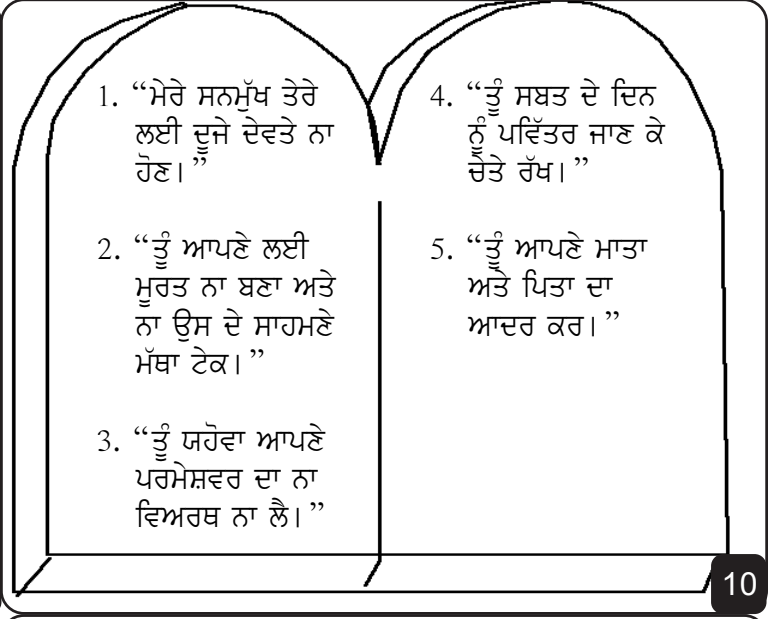 1. “ਮੇਰੇ ਸਨਮੁੱਖ ਤੇਰੇ
ਲਈ ਦੂਜੇ ਦੇਵਤੇ ਨਾ
ਹੋਣ।”
2. “ਤੂੰ ਆਪਣੇ ਲਈ
ਮੂਰਤ ਨਾ ਬਣਾ ਅਤੇ
ਨਾ ਉਸ ਦੇ ਸਾਹਮਣੇ
ਮੱਥਾ ਟੇਕ।”
3. “ਤੂੰ ਯਹੋਵਾ ਆਪਣੇ
ਪਰਮੇਸ਼ਵਰ ਦਾ ਨਾ
ਵਿਅਰਥ ਨਾ ਲੈ।”
4. “ਤੂੰ ਸਬਤ ਦੇ ਦਿਨ
ਨੂੰ ਪਵਿੱਤਰ ਜਾਣ ਕੇ
ਚੇਤੇ ਰੱਖ।”
5. “ਤੂੰ ਆਪਣੇ ਮਾਤਾ
ਅਤੇ ਪਿਤਾ ਦਾ
ਆਦਰ ਕਰ।”
10